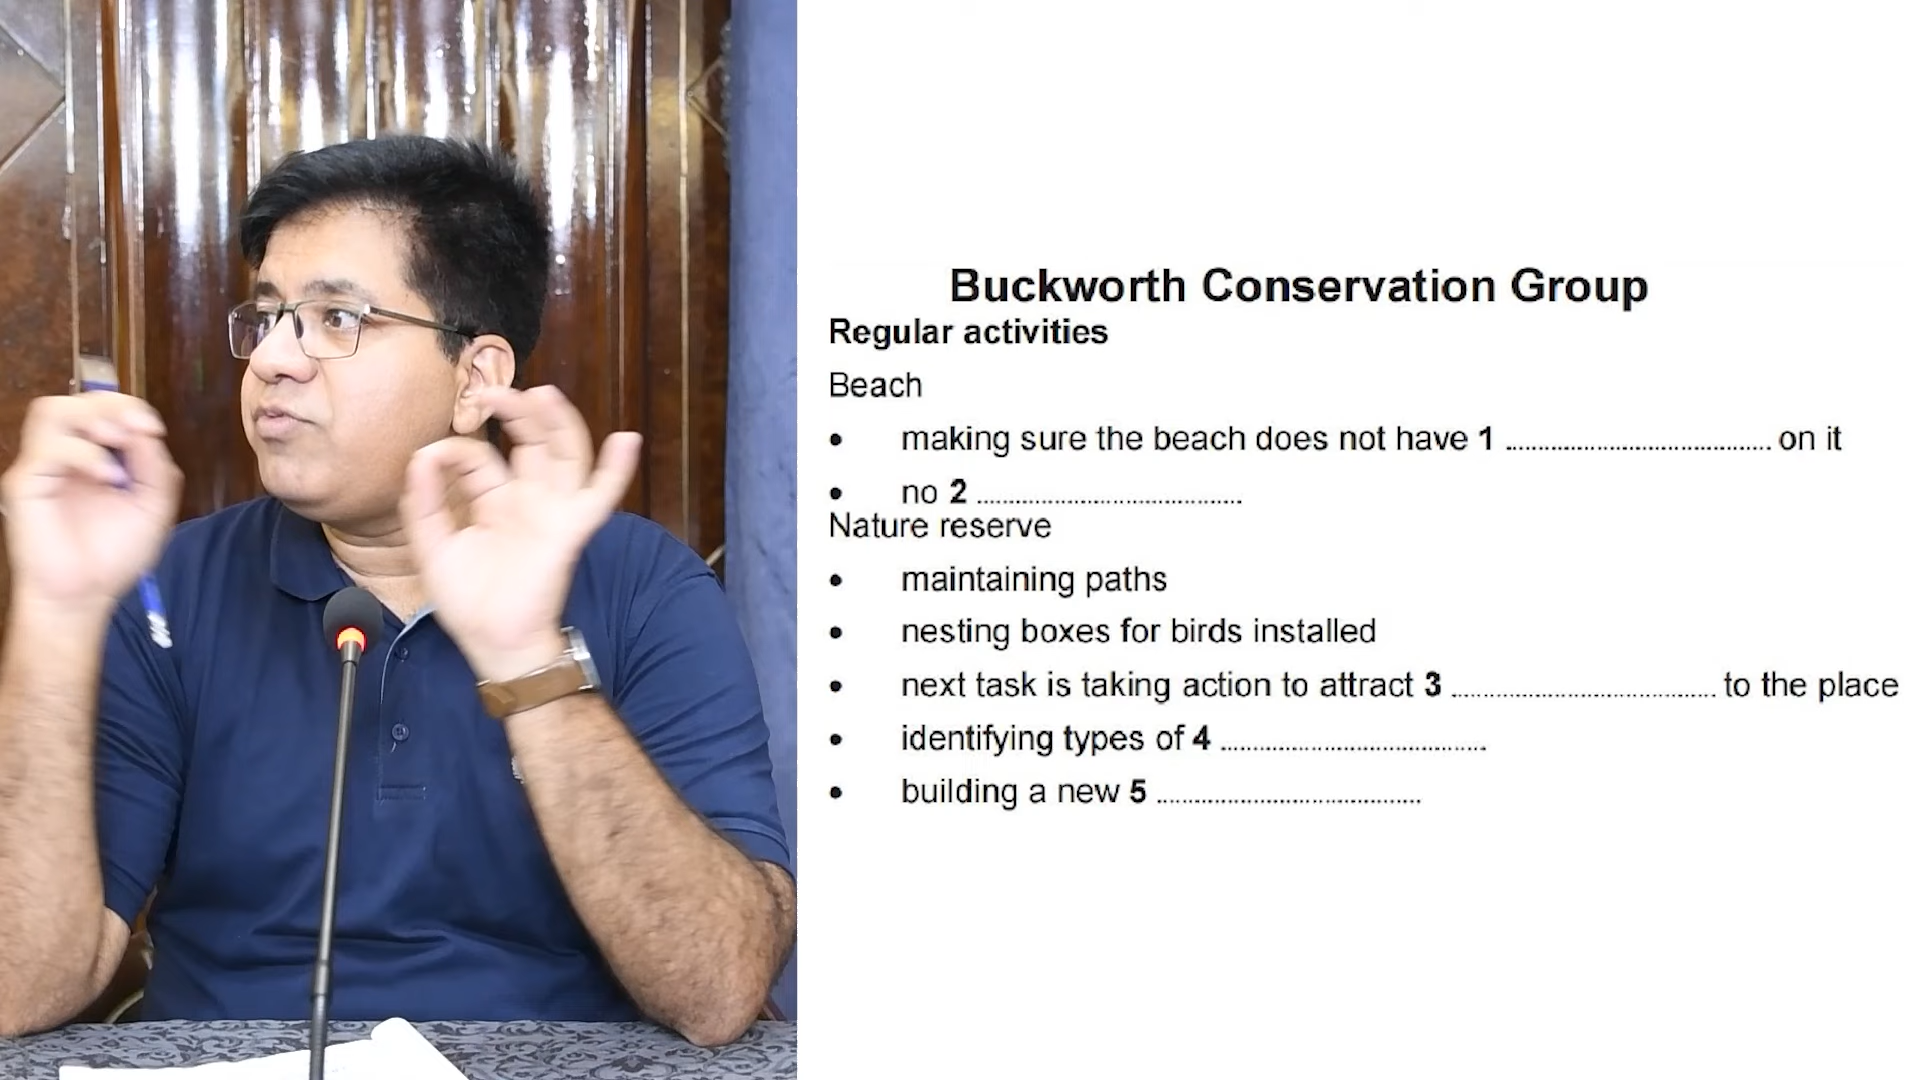 Buckworth Conservation Group
Regular activities
Beach
• making sure the beach does not have 1 ........................................ on it
• no 2 ........................................
Nature reserve
• maintaining paths
• nesting boxes for birds installed
• next task is taking action to attract 3 ........................................ to the place
• identifying types of 4 ........................................
• building a new 5 ........................................